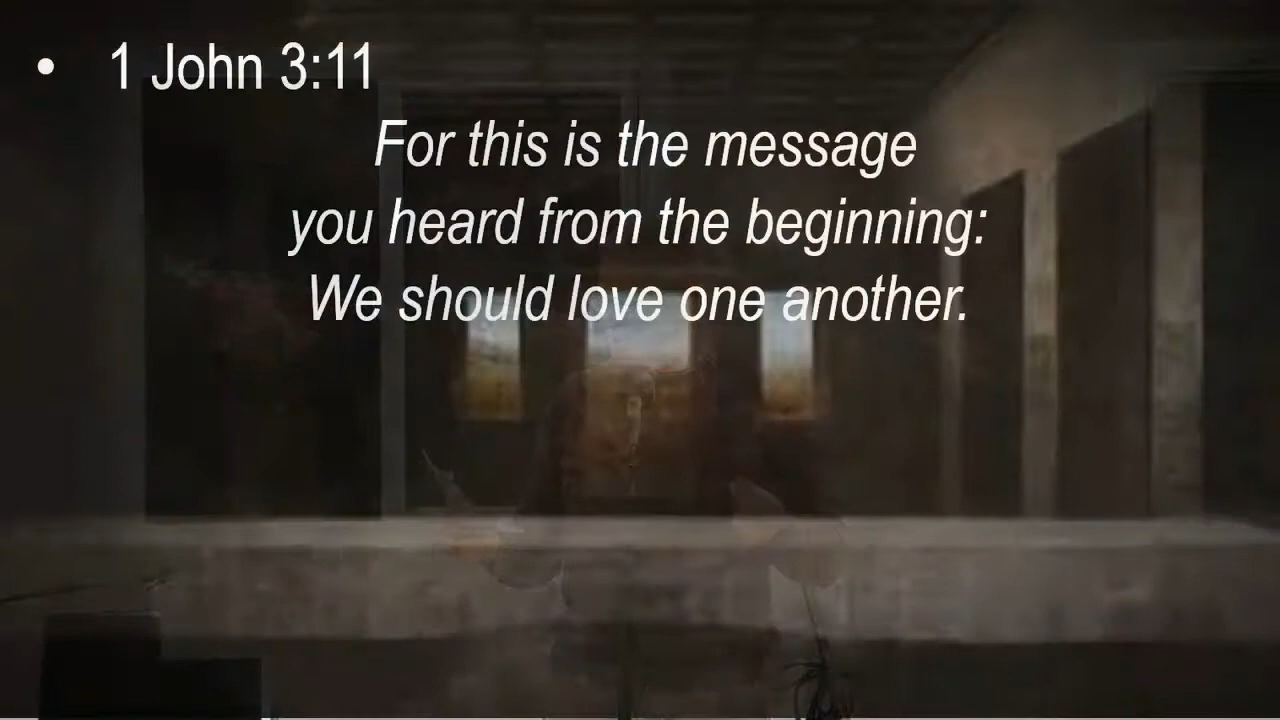 • 1 John 3:11
For this is the message
you heard from the beginning:
We should love one another.